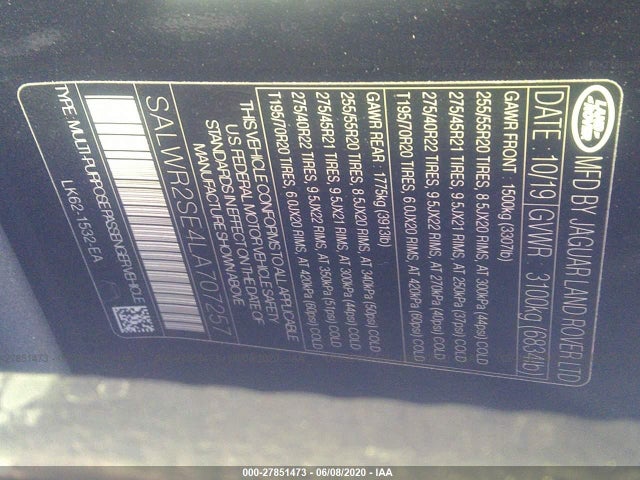 MFD BY JAGUAR LAND ROVER LTD
LAND ROVER
DATE: 10/19 GVWR 3100kg (6834lb)
GAWR FRONT : 1500kg (3307lb)
255/55R20 TIRES, 8.5JX20 RIMS, AT 300kPa (44psi) COLD
275/45R21 TIRES, 9.5JX21 RIMS, AT 250kPa (37psi) COLD
275/40R22 TIRES, 9.5JX22 RIMS, AT 270kPa (40psi) COLD
T195/70R20 TIRES, 6.0JX20 RIMS, AT 420kPa (60psi) COLD
GAWR REAR : 1775kg (3913lb)
255/55R20 TIRES, 8.5JX20 RIMS, AT 340kPa (50psi) COLD
275/45R21 TIRES, 9.5JX21 RIMS, AT 300kPa (44psi) COLD
275/40R22 TIRES, 9.5JX22 RIMS, AT 350kPa (51psi) COLD
T195/70R20 TIRES, 6.0JX20 RIMS, AT 420kPa (60psi) COLD
THIS VEHICLE CONFORMS TO ALL APPLICABLE
U.S. FEDERAL MOTOR VEHICLE SAFETY
STANDARDS IN EFFECT ON THE DATE OF
MANUFACTURE SHOWN ABOVE
SALWR2SE4LA707257
TYPE: MULTI-PURPOSE PASSENGER VEHICLE
LK62-1532-EA
000-27851473 - 06/08/2020 - IAA